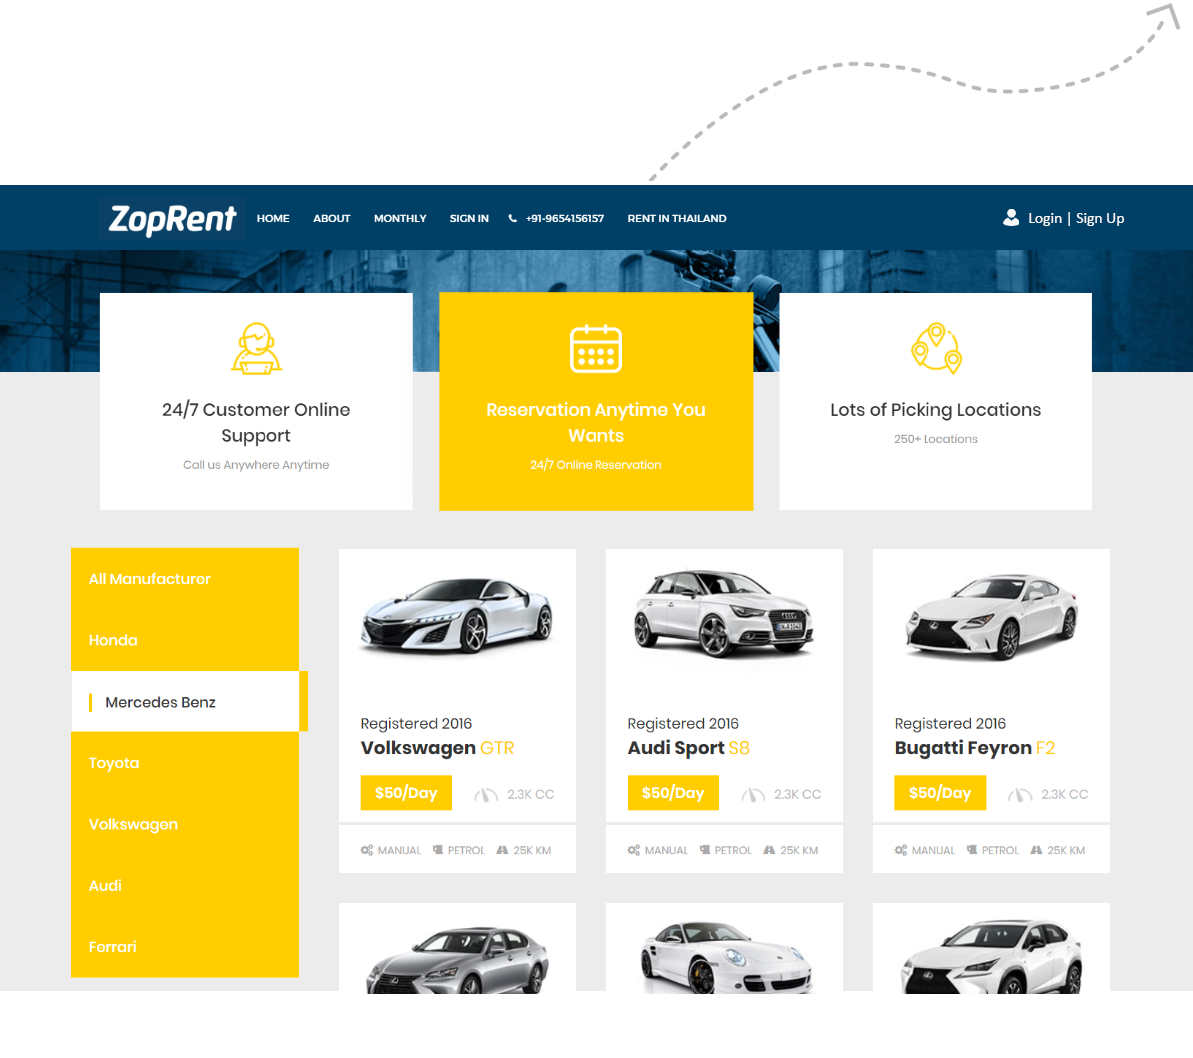 ZopRent
HOME ABOUT MONTHLY SIGN IN +91-9654156157 RENT IN THAILAND
Login | Sign Up
24/7 Customer Online
Support
Call us Anywhere Anytime
Reservation Anytime You
Wants
24/7 Online Reservation
Lots of Picking Locations
250+ Locations
All Manufacturer
Honda
Mercedes Benz
Toyota
Volkswagen
Audi
Ferrari
Registered 2016
Volkswagen GTR
$50/Day 2.3K CC
MANUAL PETROL 25K KM
Registered 2016
Audi Sport S8
$50/Day 2.3K CC
MANUAL PETROL 25K KM
Registered 2016
Bugatti Feyron F2
$50/Day 2.3K CC
MANUAL PETROL 25K KM